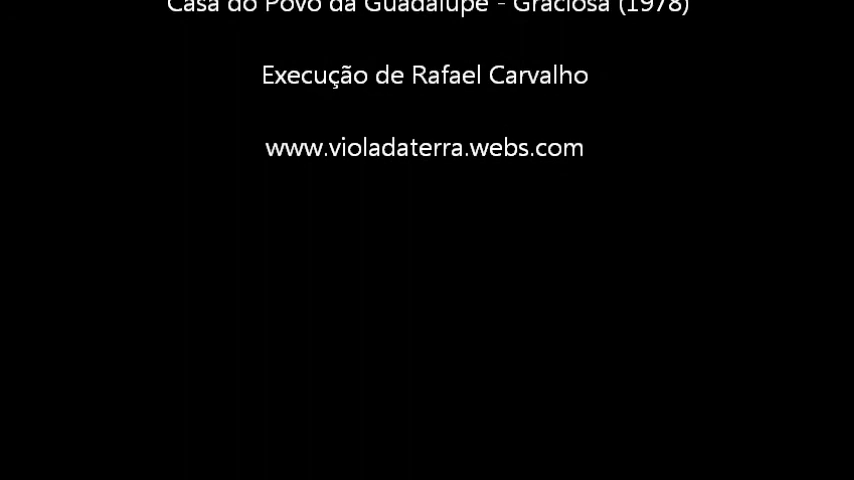 Casa do Povo da Guadalupe - Graciosa (1978)
Execução de Rafael Carvalho
www.violadaterra.webs.com